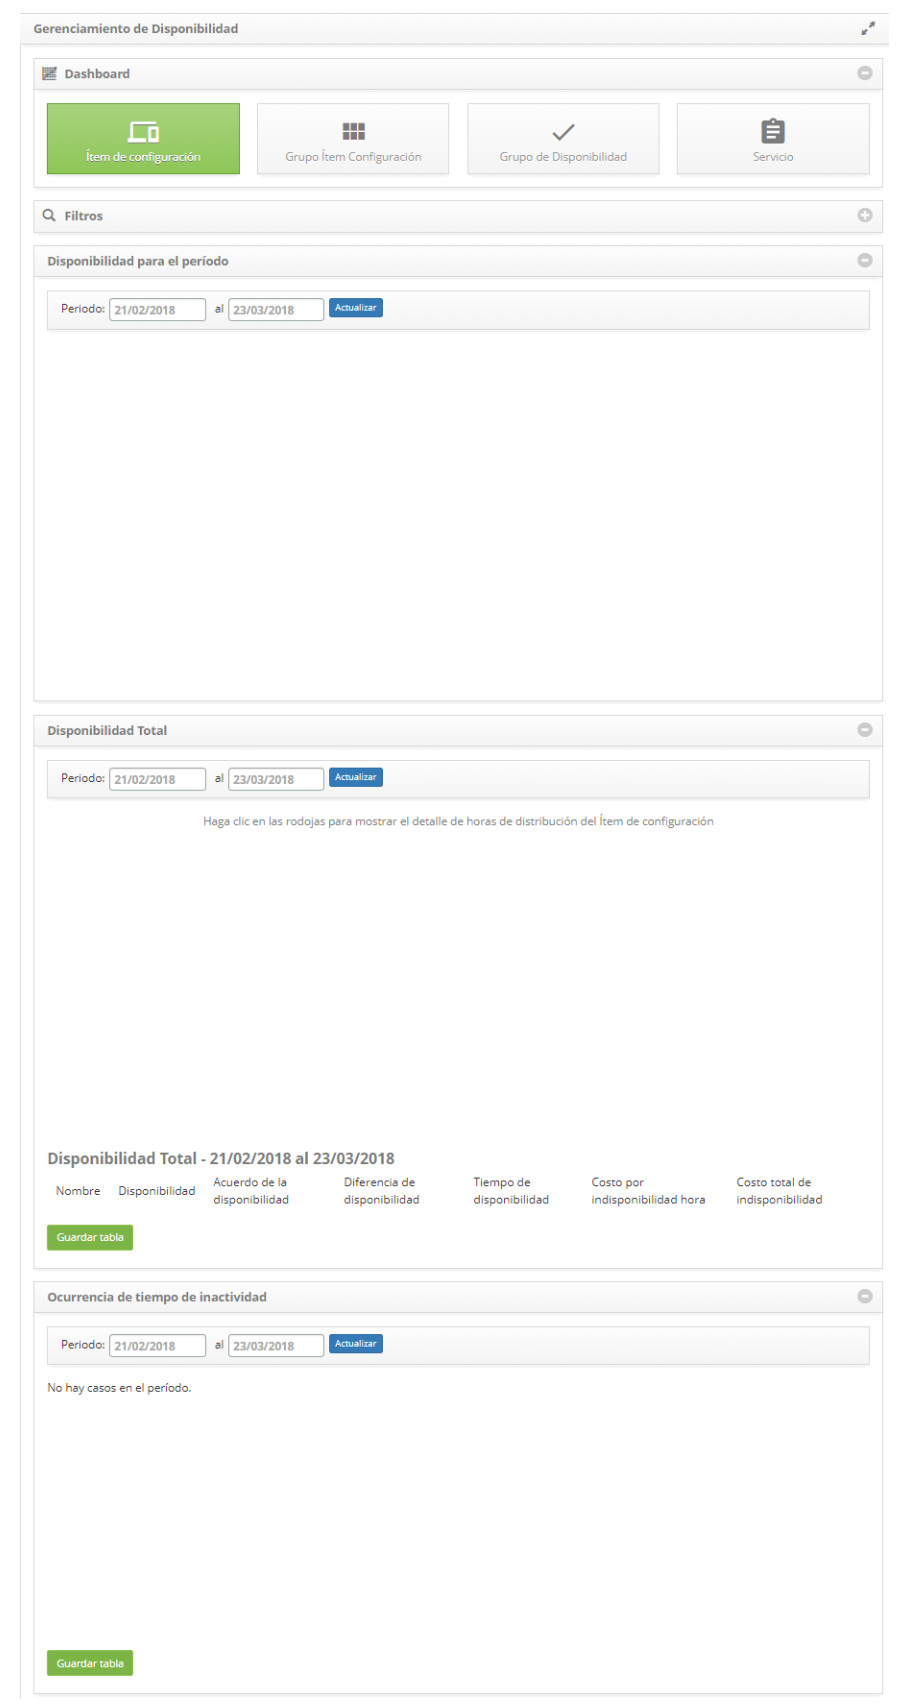 Gerenciamiento de Disponibilidad
Dashboard
Ítem de configuración
Grupo Ítem Configuración
Grupo de Disponibilidad
Servicio
Filtros
Disponibilidad para el período
Periodo: 21/02/2018 al 23/03/2018 Actualizar
Disponibilidad Total
Periodo: 21/02/2018 al 23/03/2018 Actualizar
Haga clic en las rodojas para mostrar el detalle de horas de distribución del Ítem de configuración
Disponibilidad Total - 21/02/2018 al 23/03/2018
Nombre Disponibilidad Acuerdo de la disponibilidad Diferencia de disponibilidad Tiempo de disponibilidad Costo por indisponibilidad hora Costo total de indisponibilidad
Guardar tabla
Ocurrencia de tiempo de inactividad
Periodo: 21/02/2018 al 23/03/2018 Actualizar
No hay casos en el período.
Guardar tabla